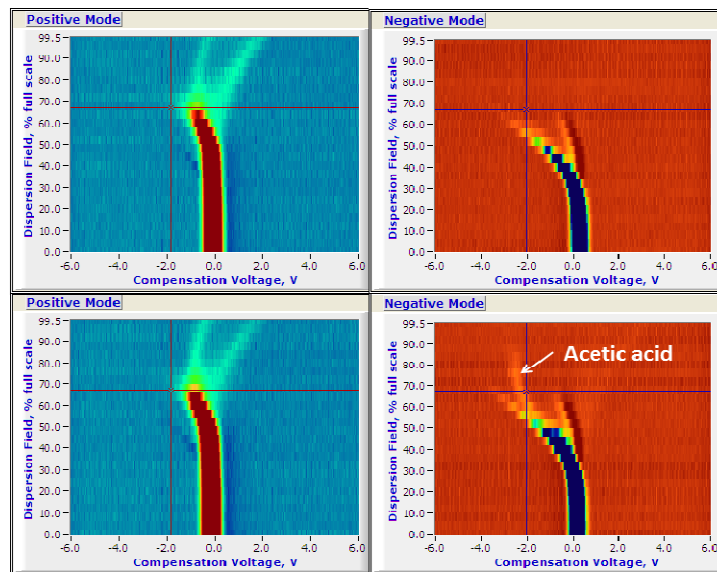 Positive Mode
Dispersion Field, % full scale
99.5
90.0
80.0
70.0
60.0
50.0
40.0
30.0
20.0
10.0
0.0
-6.0 -4.0 -2.0 0.0 2.0 4.0 6.0
Compensation Voltage, V
Negative Mode
Dispersion Field, % full scale
99.5
90.0
80.0
70.0
60.0
50.0
40.0
30.0
20.0
10.0
0.0
-6.0 -4.0 -2.0 0.0 2.0 4.0 6.0
Compensation Voltage, V
Positive Mode
Dispersion Field, % full scale
99.5
90.0
80.0
70.0
60.0
50.0
40.0
30.0
20.0
10.0
0.0
-6.0 -4.0 -2.0 0.0 2.0 4.0 6.0
Compensation Voltage, V
Negative Mode
Dispersion Field, % full scale
99.5
90.0
80.0
70.0
60.0
50.0
40.0
30.0
20.0
10.0
0.0
Acetic acid
-6.0 -4.0 -2.0 0.0 2.0 4.0 6.0
Compensation Voltage, V